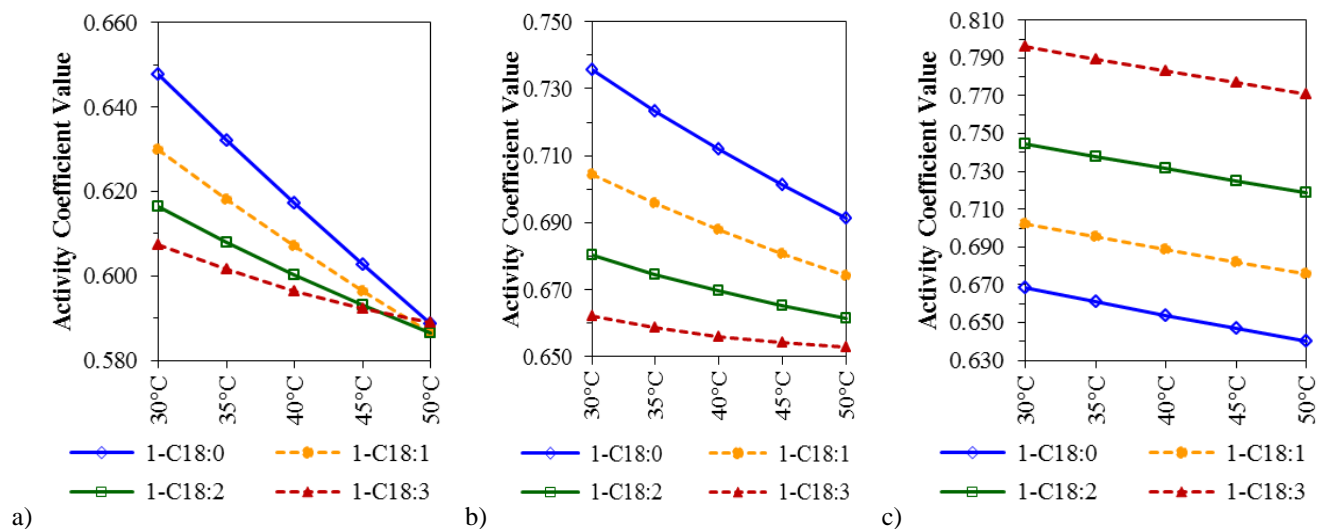 a)
Activity Coefficient Value
0.660
0.640
0.620
0.600
0.580
30°C 35°C 40°C 45°C 50°C
1-C18:0 1-C18:1
1-C18:2 1-C18:3
b)
Activity Coefficient Value
0.750
0.730
0.710
0.690
0.670
0.650
30°C 35°C 40°C 45°C 50°C
1-C18:0 1-C18:1
1-C18:2 1-C18:3
c)
Activity Coefficient Value
0.810
0.790
0.770
0.750
0.730
0.710
0.690
0.670
0.650
0.630
30°C 35°C 40°C 45°C 50°C
1-C18:0 1-C18:1
1-C18:2 1-C18:3